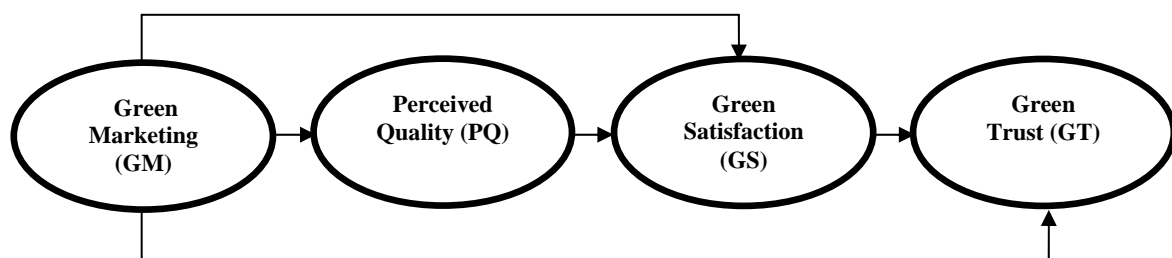 Green
Marketing
(GM)
Perceived
Quality (PQ)
Green
Satisfaction
(GS)
Green
Trust (GT)